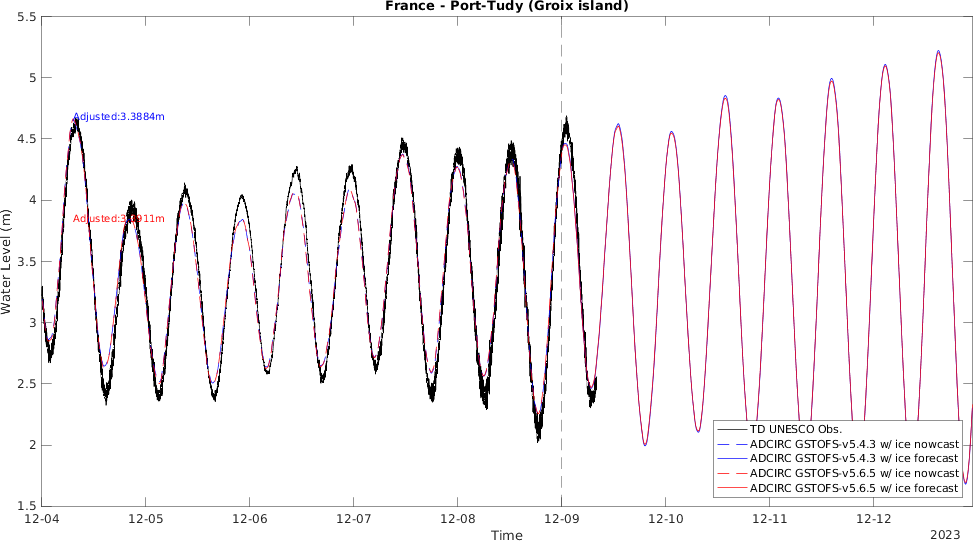 France - Port-Tudy (Groix island)
5.5
5
4.5
4
3.5
3
2.5
2
1.5
Water Level (m)
Adjusted:3.3884m
TD UNESCO Obs.
ADCIRC GSTOFS-v5.4.3 w/ ice nowcast
ADCIRC GSTOFS-v5.4.3 w/ ice forecast
ADCIRC GSTOFS-v5.6.5 w/ ice nowcast
ADCIRC GSTOFS-v5.6.5 w/ ice forecast
12-04 12-05 12-06 12-07 12-08 12-09 12-10 12-11 12-12
Time
2023